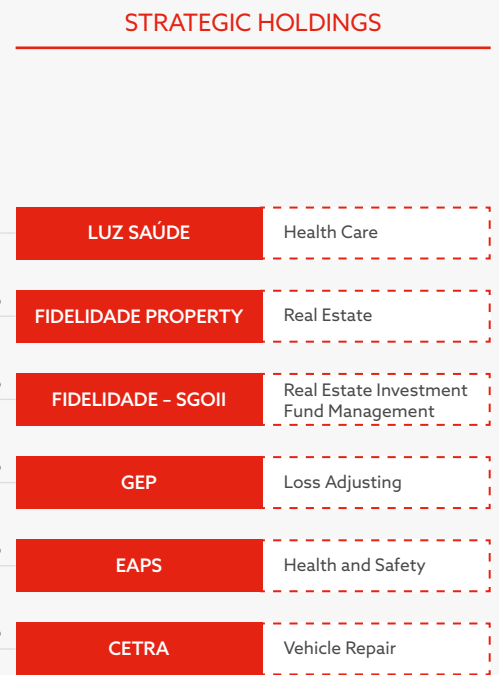 STRATEGIC HOLDINGS
LUZ SAÚDE
Health Care
FIDELIDADE PROPERTY
Real Estate
FIDELIDADE – SGOII
Real Estate Investment
Fund Management
GEP
Loss Adjusting
EAPS
Health and Safety
CETRA
Vehicle Repair